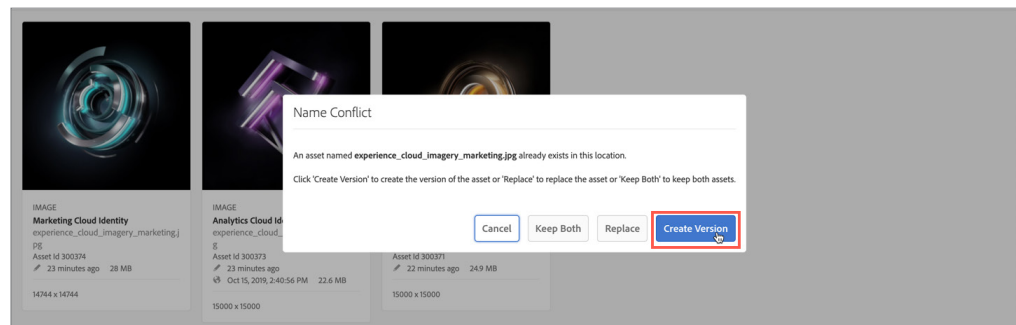 Name Conflict
An asset named experience_cloud_imagery_marketing.jpg already exists in this location.
Click 'Create Version' to create the version of the asset or 'Replace' to replace the asset or 'Keep Both' to keep both assets.
Cancel
Keep Both
Replace
Create Version
IMAGE
Marketing Cloud Identity
experience_cloud_imagery_marketing.j
pg
Asset Id 300374
23 minutes ago 28 MB
14744 x 14744
IMAGE
Analytics Cloud Id
experience_cloud_
g
Asset Id 300373
23 minutes ago
Oct 15, 2019, 2:40:56 PM 22.6 MB
15000 x 15000
Asset Id 300371
22 minutes ago 24.9 MB
15000 x 15000